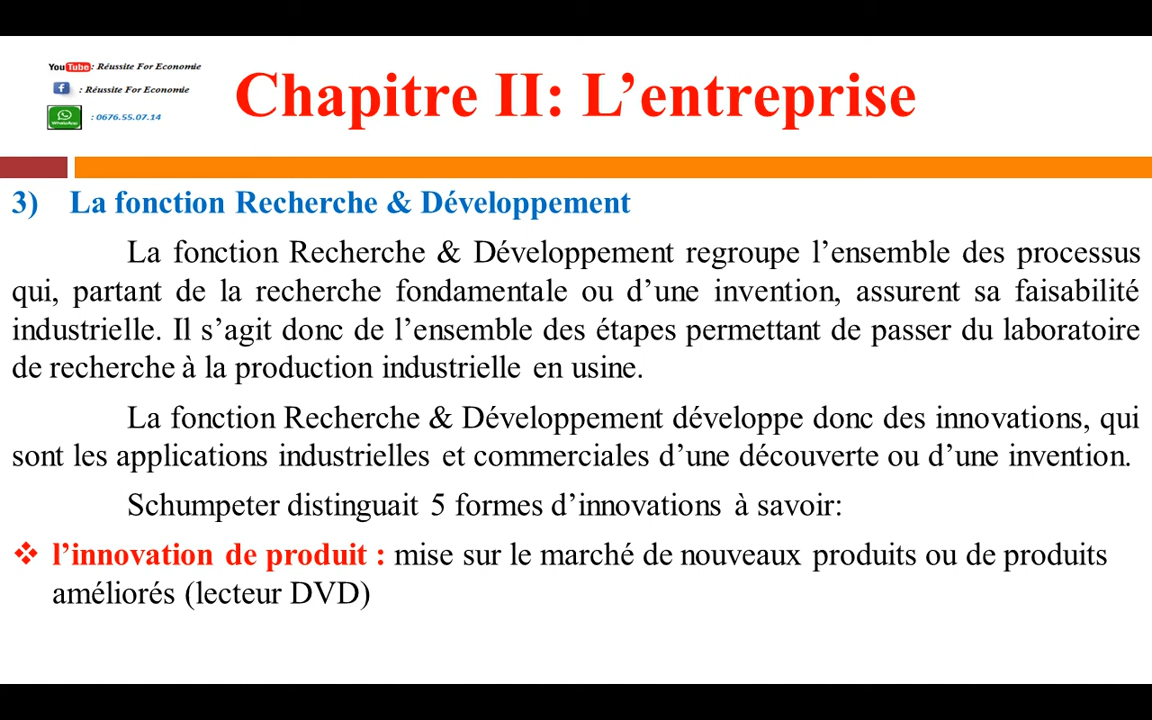 YouTube : Réussite For Economie
: Réussite For Economie
WhatsApp : 0676.55.07.14
Chapitre II: L’entreprise
3) La fonction Recherche & Développement
La fonction Recherche & Développement regroupe l’ensemble des processus
qui, partant de la recherche fondamentale ou d’une invention, assurent sa faisabilité
industrielle. Il s’agit donc de l’ensemble des étapes permettant de passer du laboratoire
de recherche à la production industrielle en usine.
La fonction Recherche & Développement développe donc des innovations, qui
sont les applications industrielles et commerciales d’une découverte ou d’une invention.
Schumpeter distinguait 5 formes d’innovations à savoir:
❖ l’innovation de produit : mise sur le marché de nouveaux produits ou de produits
améliorés (lecteur DVD)